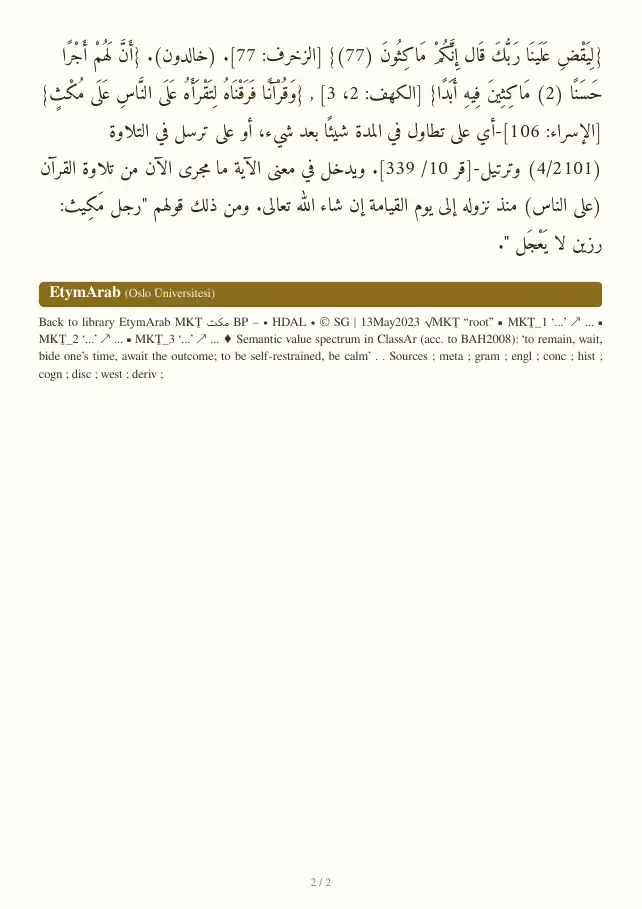 {لِيَقْضِ عَلَيْنَا رَبُّكَ قَال إِنَّكُمْ مَاكِثُونَ (77)} [الزخرف: 77]. (خالدون). {أَنَّ لَهُمْ أَجْرًا
حَسَنًا (2) مَاكِثِينَ فِيهِ أَبَدًا} [الكهف: 2، 3] , {وَقُرْآنًا فَرَقْنَاهُ لِتَقْرَأَهُ عَلَى النَّاسِ عَلَى مُكْثٍ}
[الإسراء: 106]-أي على تطاول في المدة شيئًا بعد شيء، أو على ترسل في التلاوة
(4/2101) وترتيل-[قر 10/ 339]. ويدخل في معنى الآية ما مجرى الآن من تلاوة القرآن
(على الناس) منذ نزوله إلى يوم القيامة إن شاء الله تعالى. ومن ذلك قولهم "رجل مَكِيث:
رزين لا يَعْجَل ".
EtymArab (Oslo Üniversitesi)
Back to library EtymArab MKṮ مكث BP – • HDAL • © SG | 13May2023 √MKṮ “root” ▪ MKṮ_1 ‘...’ ↗ ... ▪
MKṮ_2 ‘...’ ↗ ... ▪ MKṮ_3 ‘...’ ↗ ... ♦ Semantic value spectrum in ClassAr (acc. to BAH2008): ‘to remain, wait,
bide one’s time, await the outcome; to be self-restrained, be calm’ . . Sources ; meta ; gram ; engl ; conc ; hist ;
cogn ; disc ; west ; deriv ;
2 / 2